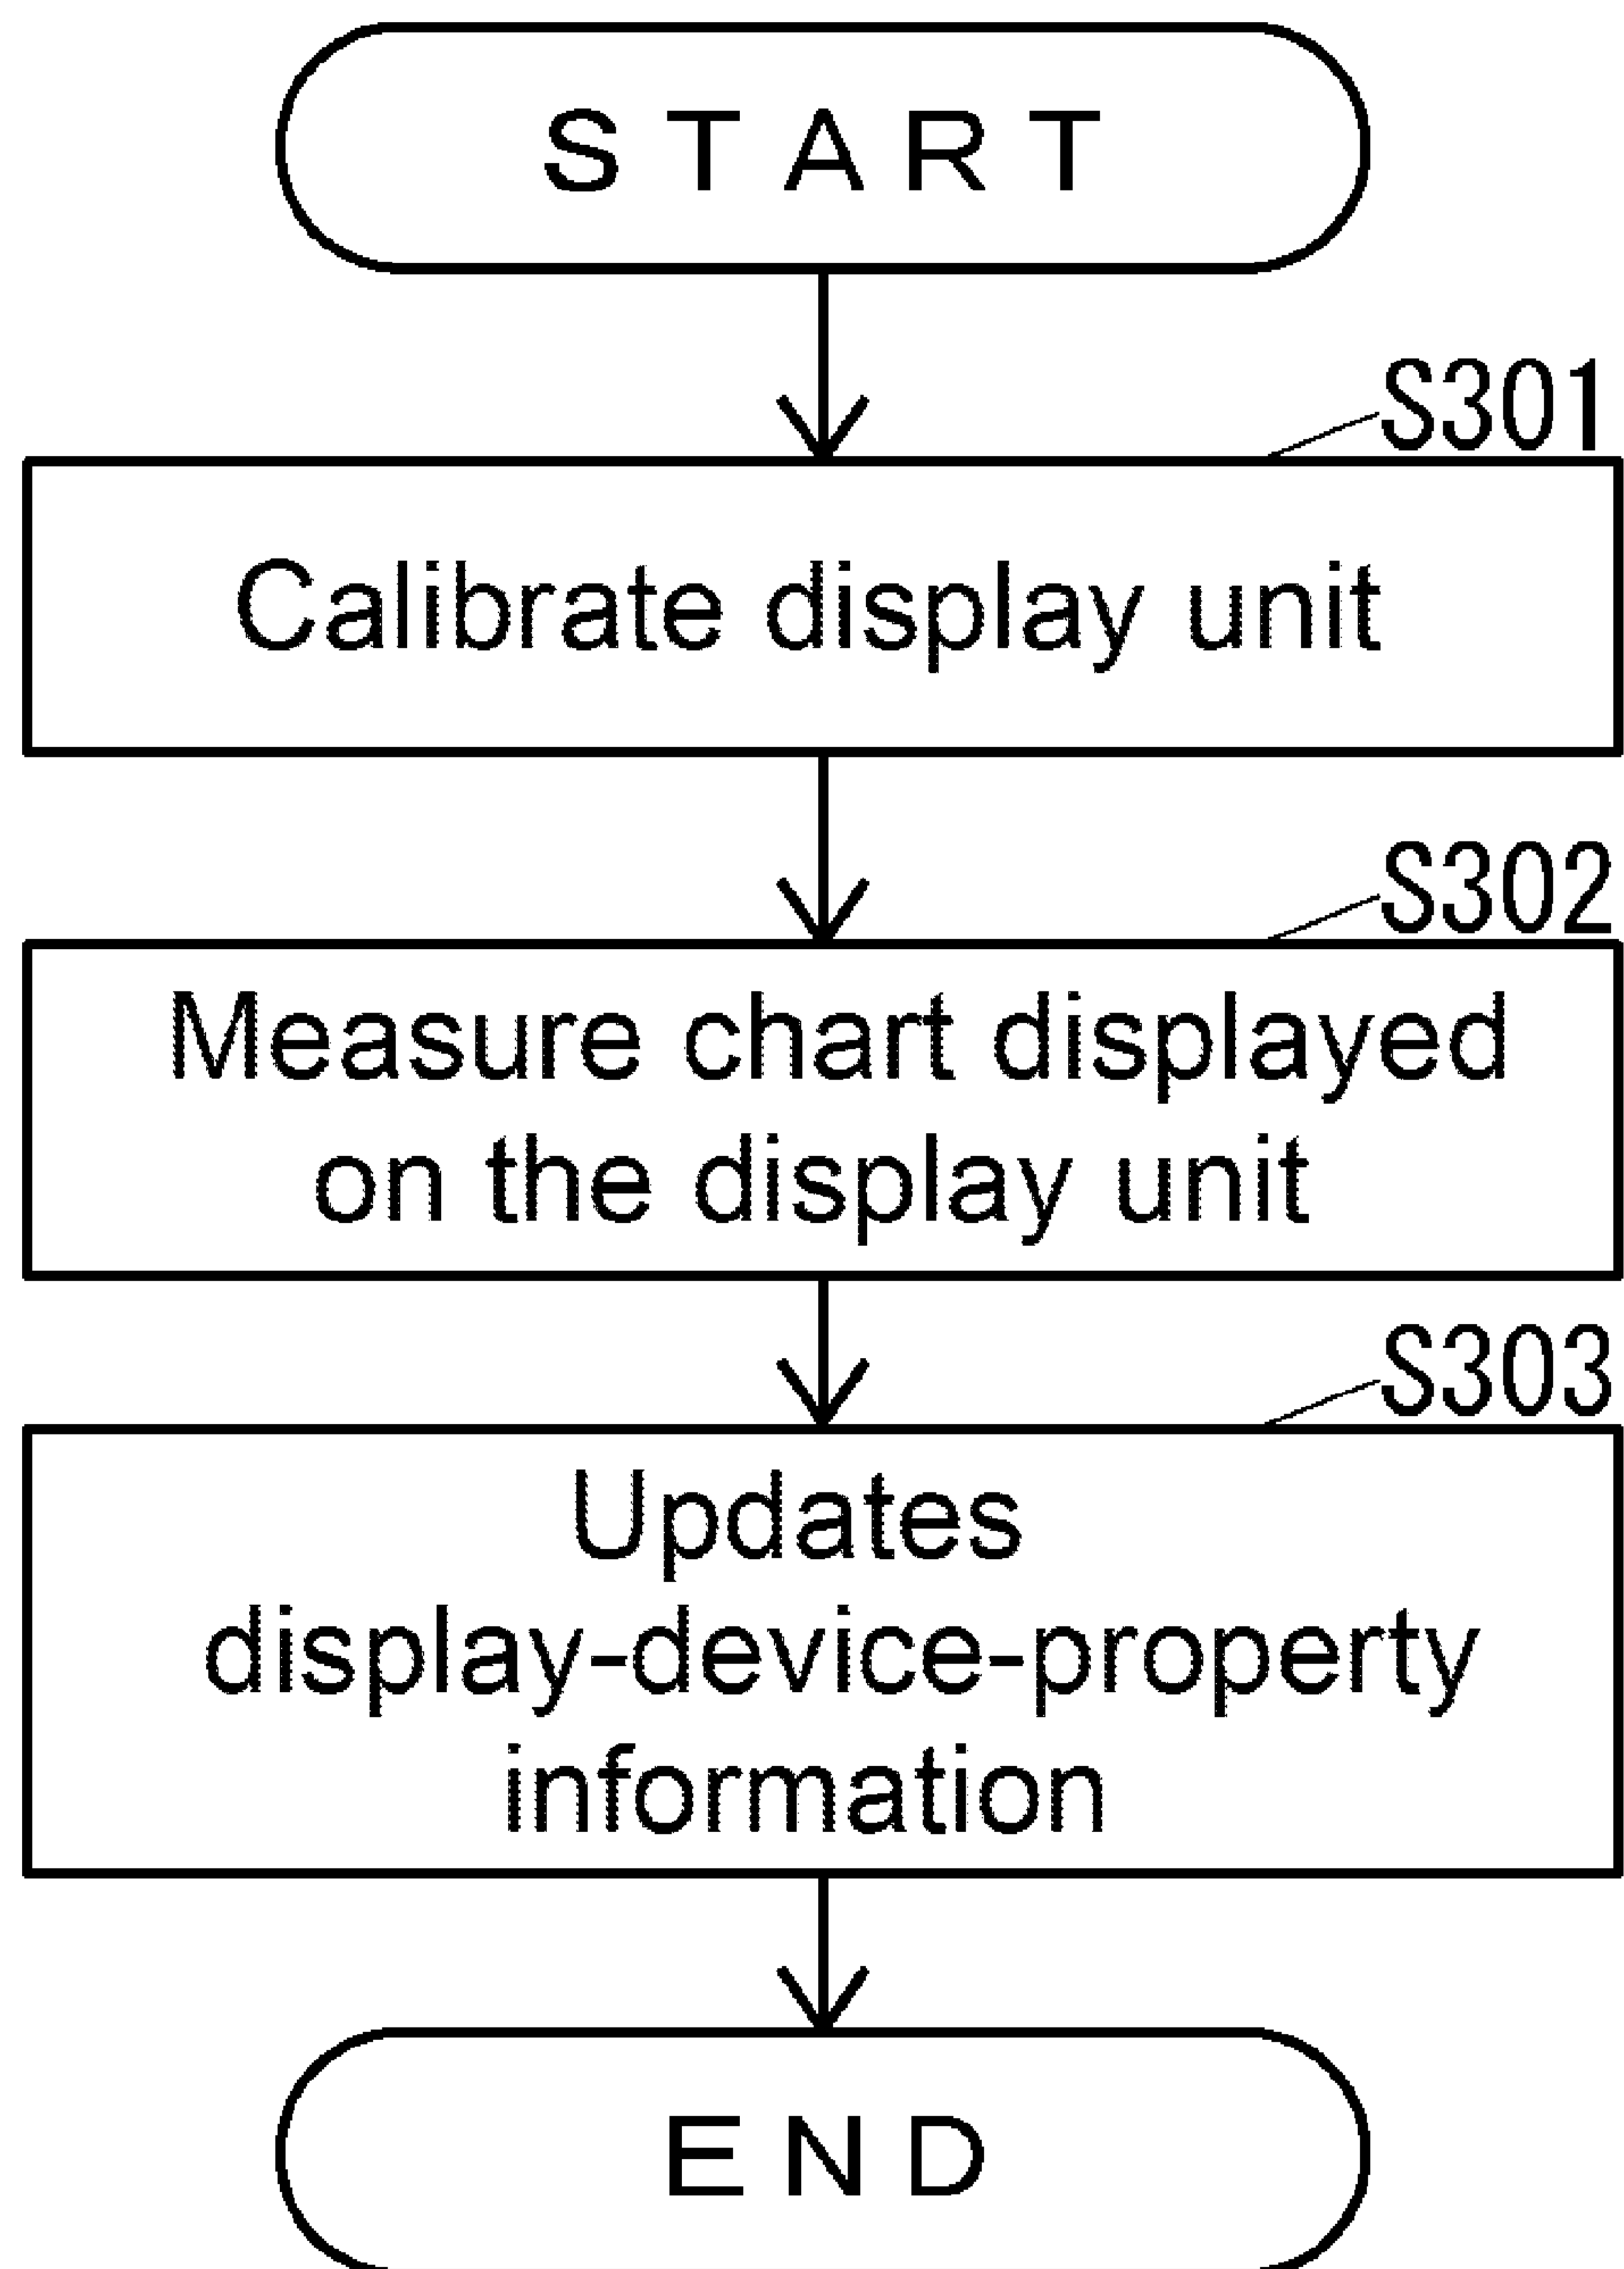 START
S301
Calibrate display unit
S302
Measure chart displayed
on the display unit
S303
Updates
display-device-property
information
END